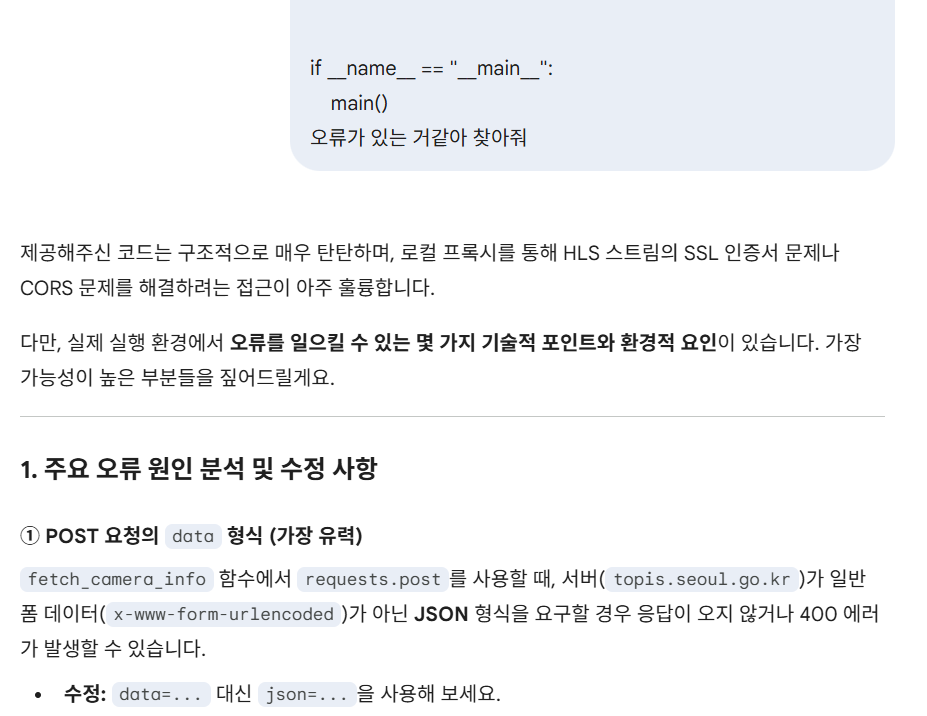 if __name__ == "__main__":
main()
오류가 있는 거같아 찾아줘
제공해주신 코드는 구조적으로 매우 탄탄하며, 로컬 프록시를 통해 HLS 스트림의 SSL 인증서 문제나
CORS 문제를 해결하려는 접근이 아주 훌륭합니다.
다만, 실제 실행 환경에서 오류를 일으킬 수 있는 몇 가지 기술적 포인트와 환경적 요인이 있습니다. 가장
가능성이 높은 부분들을 짚어드릴게요.
1. 주요 오류 원인 분석 및 수정 사항
① POST 요청의 data 형식 (가장 유력)
fetch_camera_info 함수에서 requests.post 를 사용할 때, 서버( topis.seoul.go.kr )가 일반
폼 데이터( x-www-form-urlencoded )가 아닌 JSON 형식을 요구할 경우 응답이 오지 않거나 400 에러
가 발생할 수 있습니다.
• 수정: data=... 대신 json=... 을 사용해 보세요.